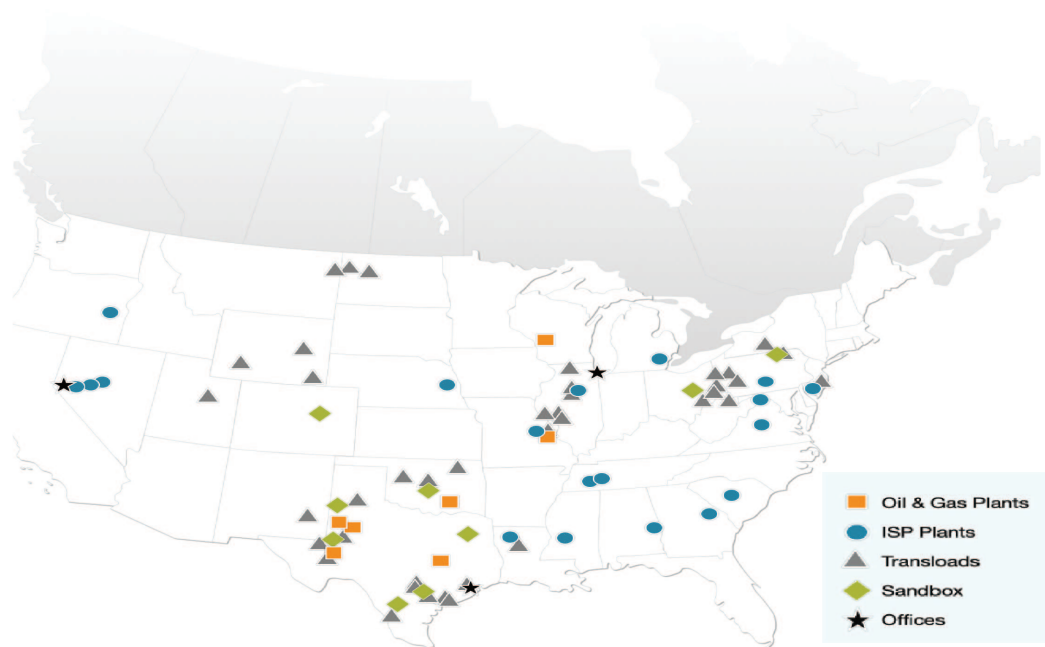 Oil & Gas Plants
ISP Plants
Transloads
Sandbox
Offices